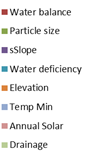 Water balance
Particle size
sSlope
Water deficiency
Elevation
Temp Min
Annual Solar
Drainage